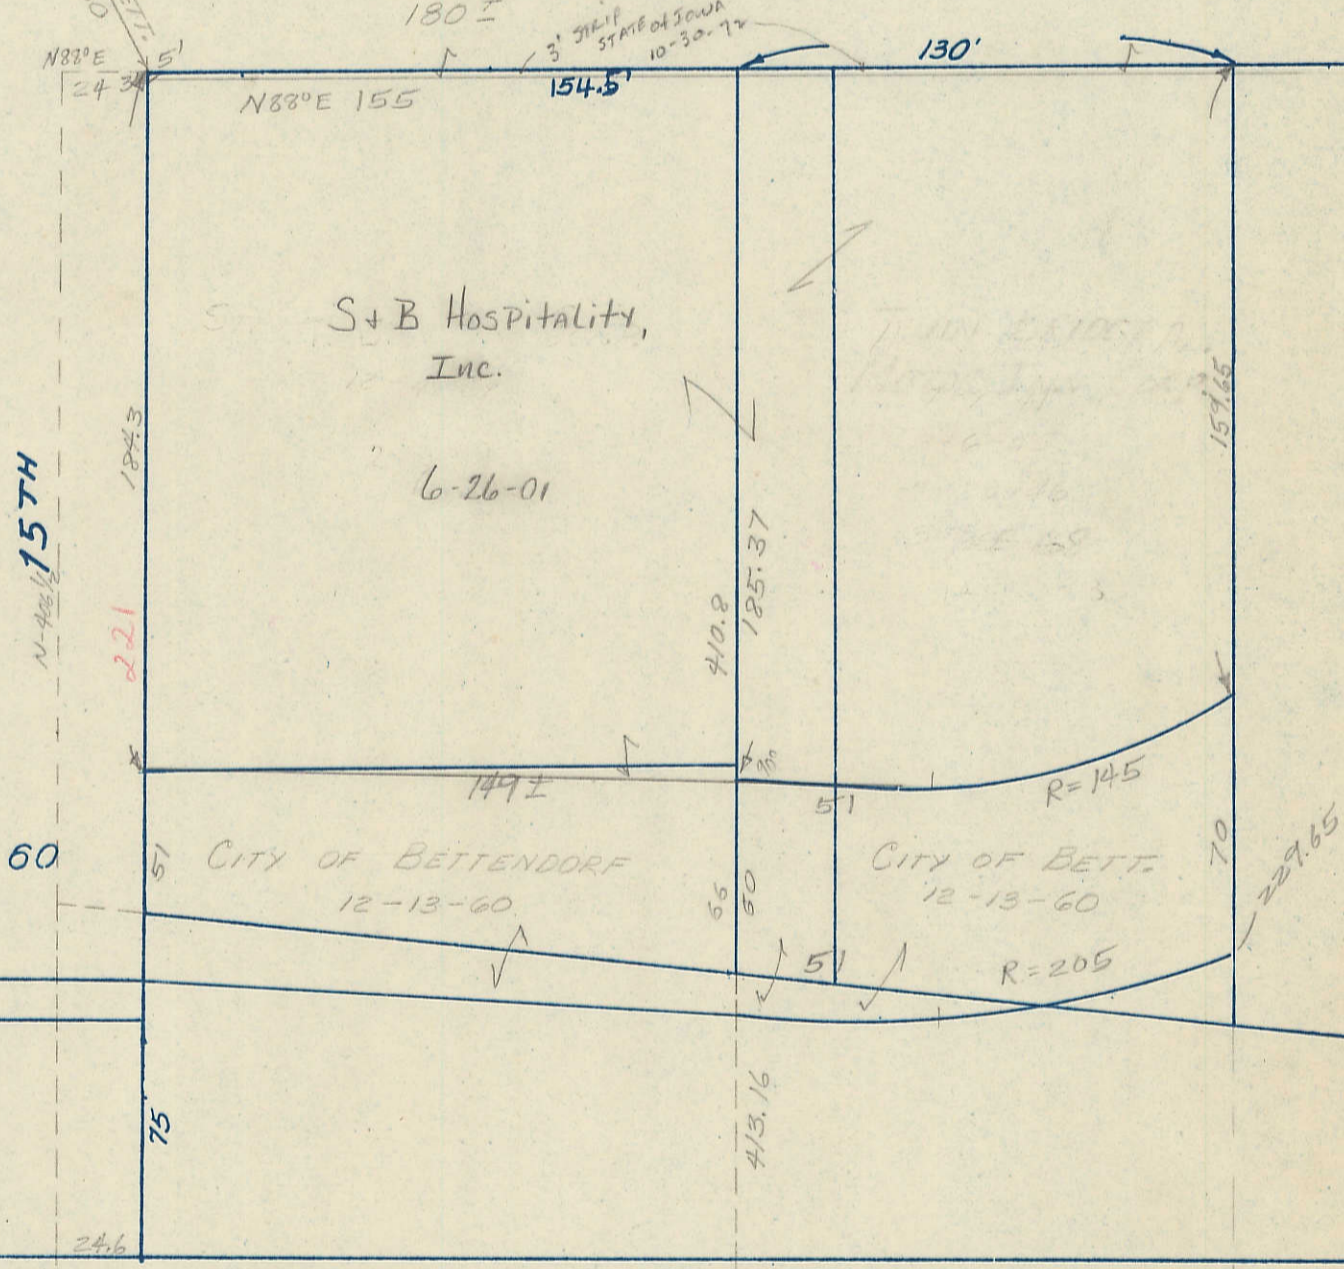 180 ±
3' STRIP
STATE of IOWA
10-30-72
ETT.
N88°E
24
5'
130'
N88°E 155
154.5'
S+B HOSPITALITY,
Inc.
6-26-01
184.3
159.65
15TH
N-406½
221
410.8
185.37
149±
51
R=145
60
51
CITY OF BETTENDORF
12-13-60
60
CITY OF BETT.
12-13-60
70
229.65
51
R=205
413.16
75
24.6